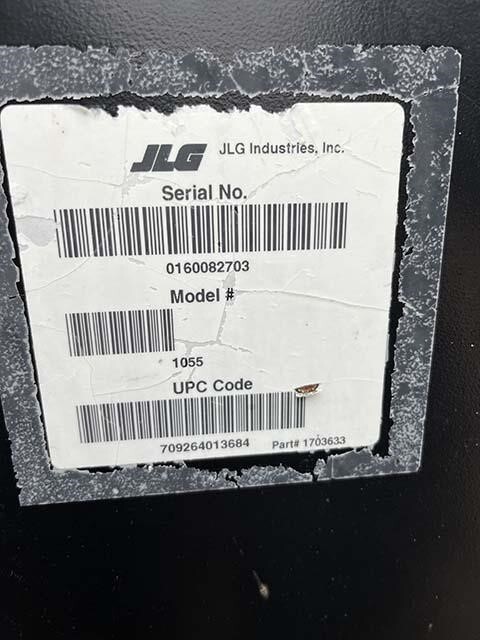 JLG JLG Industries, Inc.
Serial No.
0160082703
Model #
1055
UPC Code
709264013684 Part# 1703633